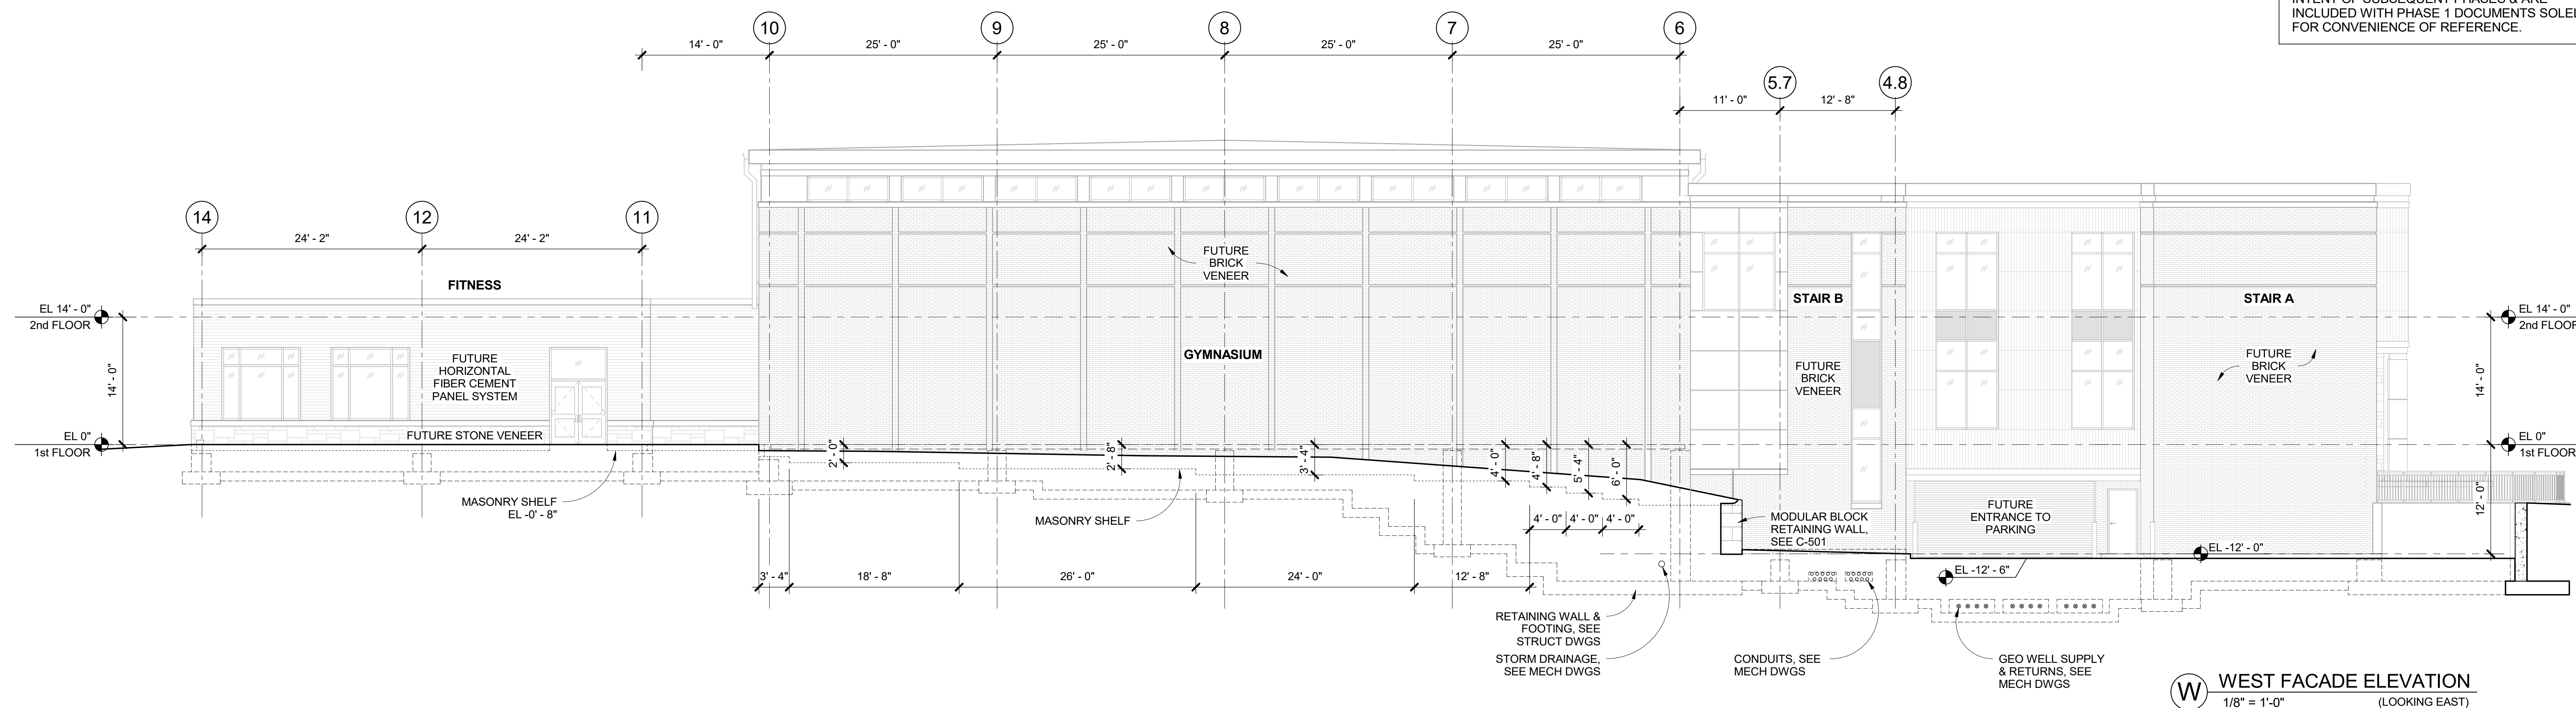 INTENT OF SUBSEQUENT PHASES & ARE
INCLUDED WITH PHASE 1 DOCUMENTS SOLEL
FOR CONVENIENCE OF REFERENCE.
10
9
8
7
6
14' - 0"
25' - 0"
25' - 0"
25' - 0"
25' - 0"
5.7
4.8
11' - 0"
12' - 8"
14
12
11
24' - 2"
24' - 2"
FITNESS
FUTURE
BRICK
VENEER
STAIR B
STAIR A
EL 14' - 0"
2nd FLOOR
EL 14' - 0"
2nd FLOOR
14' - 0"
FUTURE
HORIZONTAL
FIBER CEMENT
PANEL SYSTEM
GYMNASIUM
FUTURE
BRICK
VENEER
FUTURE
BRICK
VENEER
14' - 0"
EL 0"
1st FLOOR
FUTURE STONE VENEER
EL 0"
1st FLOOR
2' - 0"
2' - 8"
3' - 4"
4' - 0"
4' - 8"
5' - 4"
6' - 0"
12' - 0"
MASONRY SHELF
EL -0' - 8"
MASONRY SHELF
4' - 0"
4' - 0"
4' - 0"
MODULAR BLOCK
RETAINING WALL,
SEE C-501
FUTURE
ENTRANCE TO
PARKING
EL -12' - 0"
EL -12' - 6"
3' - 4"
18' - 8"
26' - 0"
24' - 0"
12' - 8"
RETAINING WALL &
FOOTING, SEE
STRUCT DWGS
STORM DRAINAGE,
SEE MECH DWGS
CONDUITS, SEE
MECH DWGS
GEO WELL SUPPLY
& RETURNS, SEE
MECH DWGS
W
WEST FACADE ELEVATION
1/8" = 1'-0"
(LOOKING EAST)